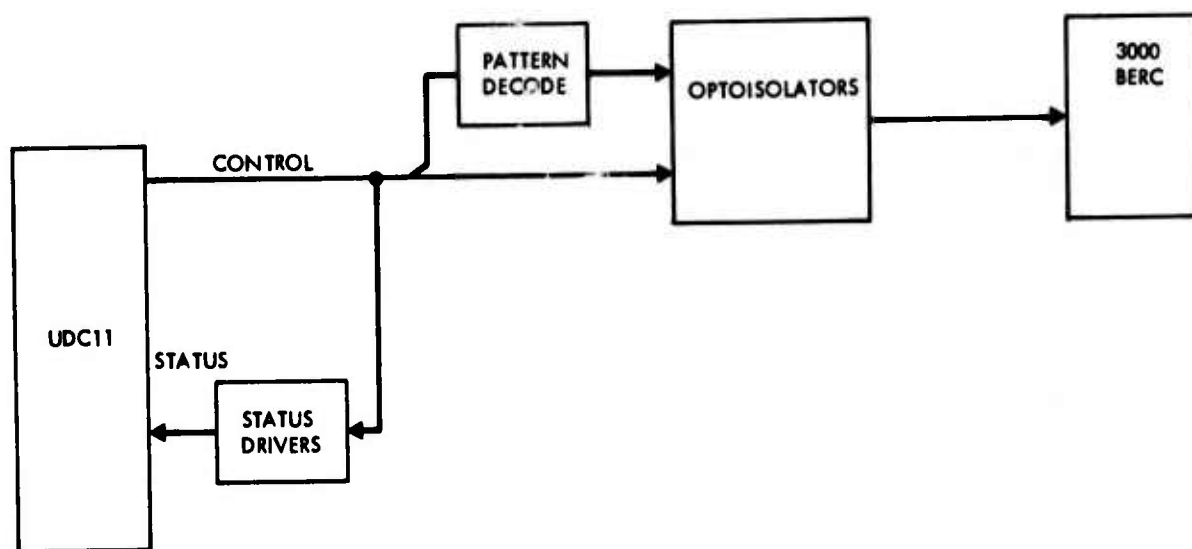 PATTERN
DECODE
OPTOISOLATORS
3000
BERC
CONTROL
UDC11
STATUS
STATUS
DRIVERS